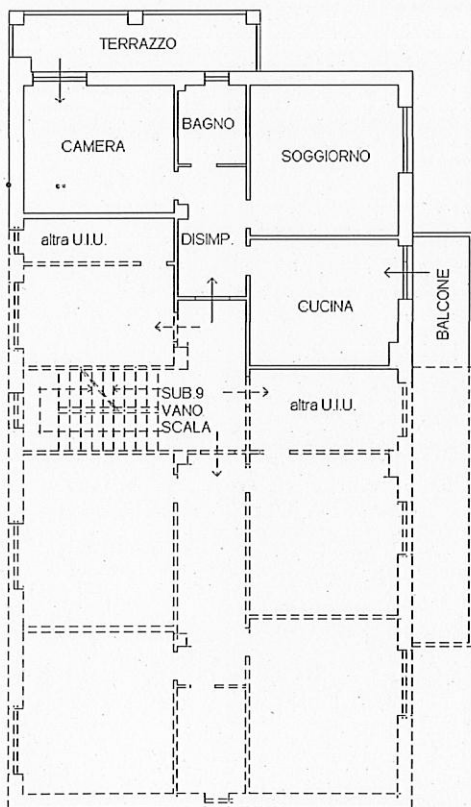 TERRAZZO
BAGNO
CAMERA
SOGGIORNO
altra U.I.U.
DISIMP.
CUCINA
BALCONE
SUB.9
VANO
SCALA
altra U.I.U.